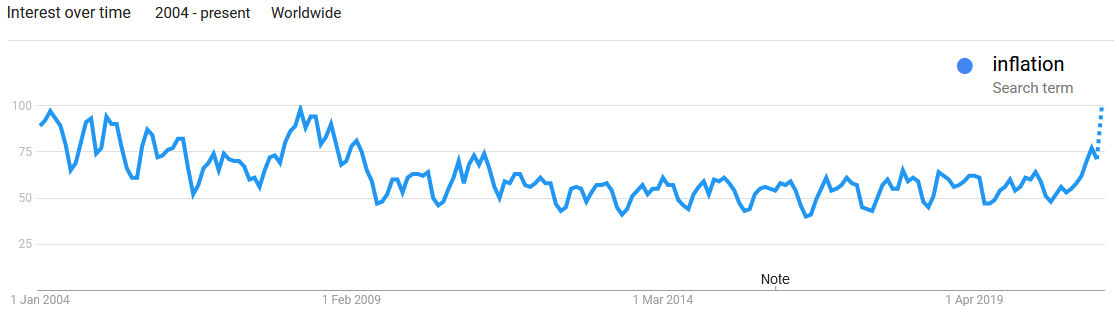 Interest over time 2004 - present Worldwide
inflation
Search term
100
75
50
25
Note
1 Jan 2004 1 Feb 2009 1 Mar 2014 1 Apr 2019